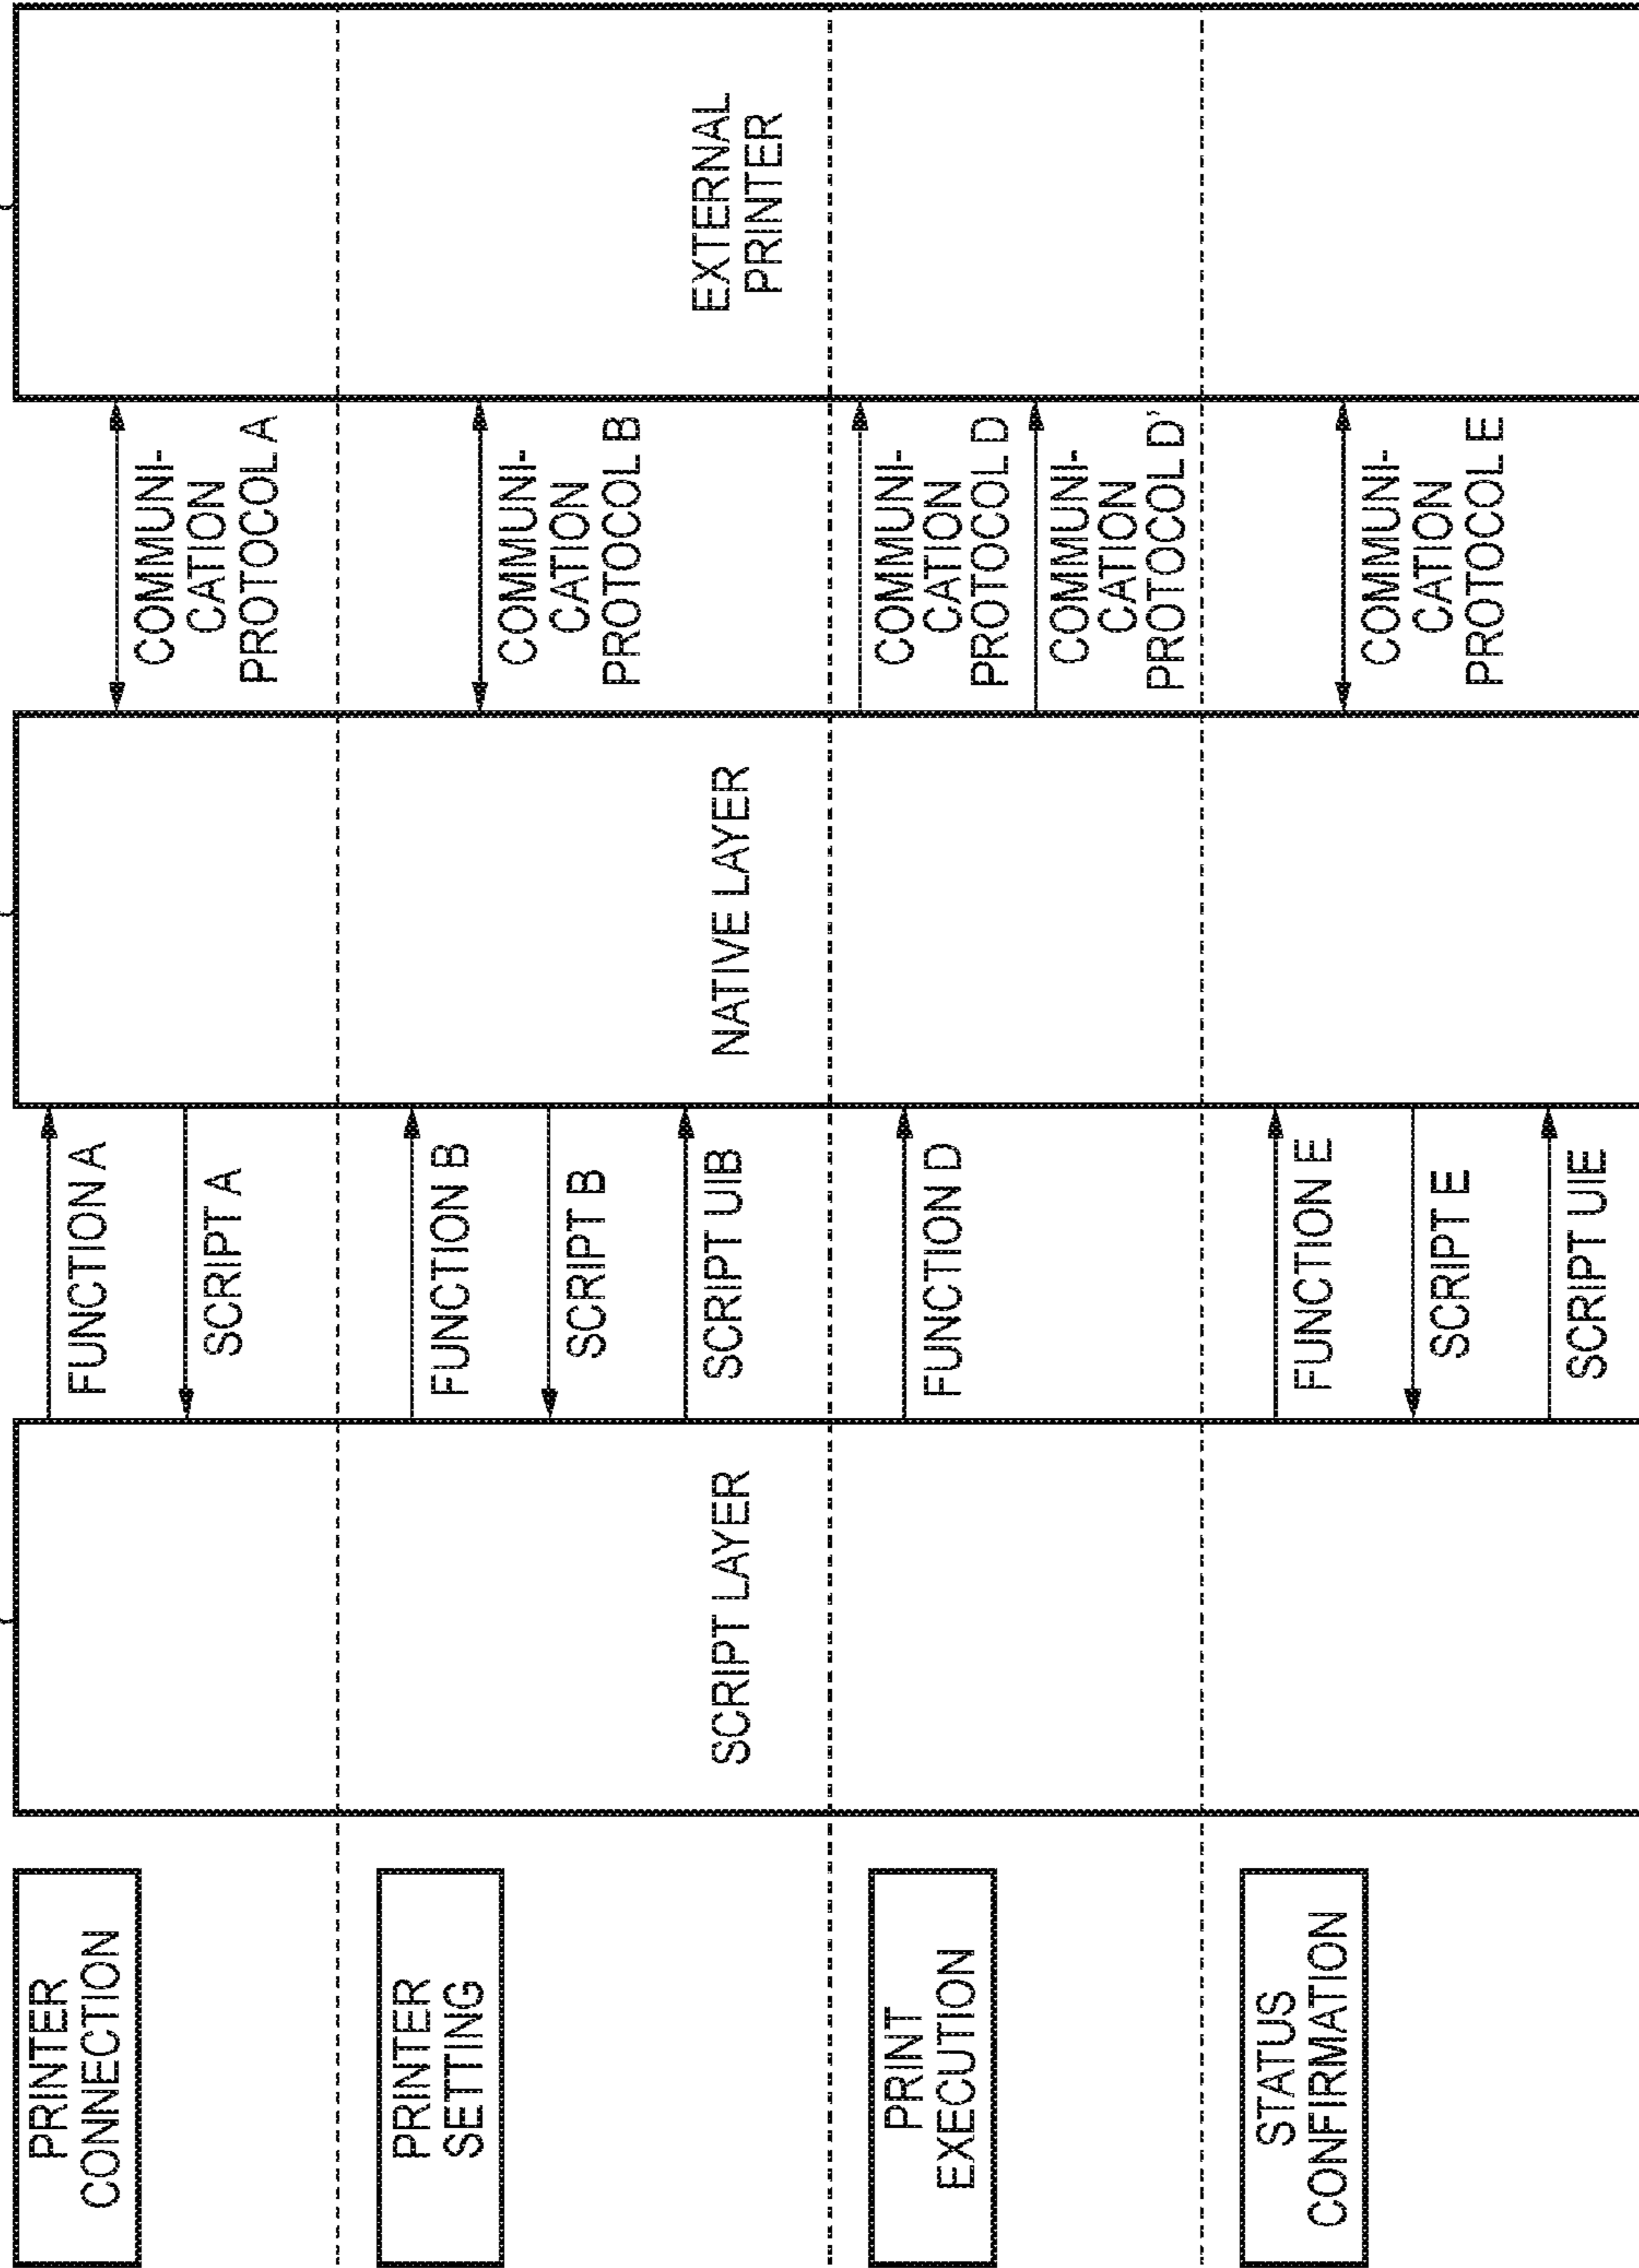 PRINTER
CONNECTION
FUNCTION A
SCRIPT A
COMMUNI-
CATION
PROTOCOL A
PRINTER
SETTING
FUNCTION B
SCRIPT B
SCRIPT UIB
COMMUNI-
CATION
PROTOCOL B
SCRIPT LAYER
NATIVE LAYER
EXTERNAL
PRINTER
PRINT
EXECUTION
FUNCTION D
COMMUNI-
CATION
PROTOCOL D
COMMUNI-
CATION
PROTOCOL D'
STATUS
CONFIRMATION
FUNCTION E
SCRIPT E
SCRIPT UIE
COMMUNI-
CATION
PROTOCOL E